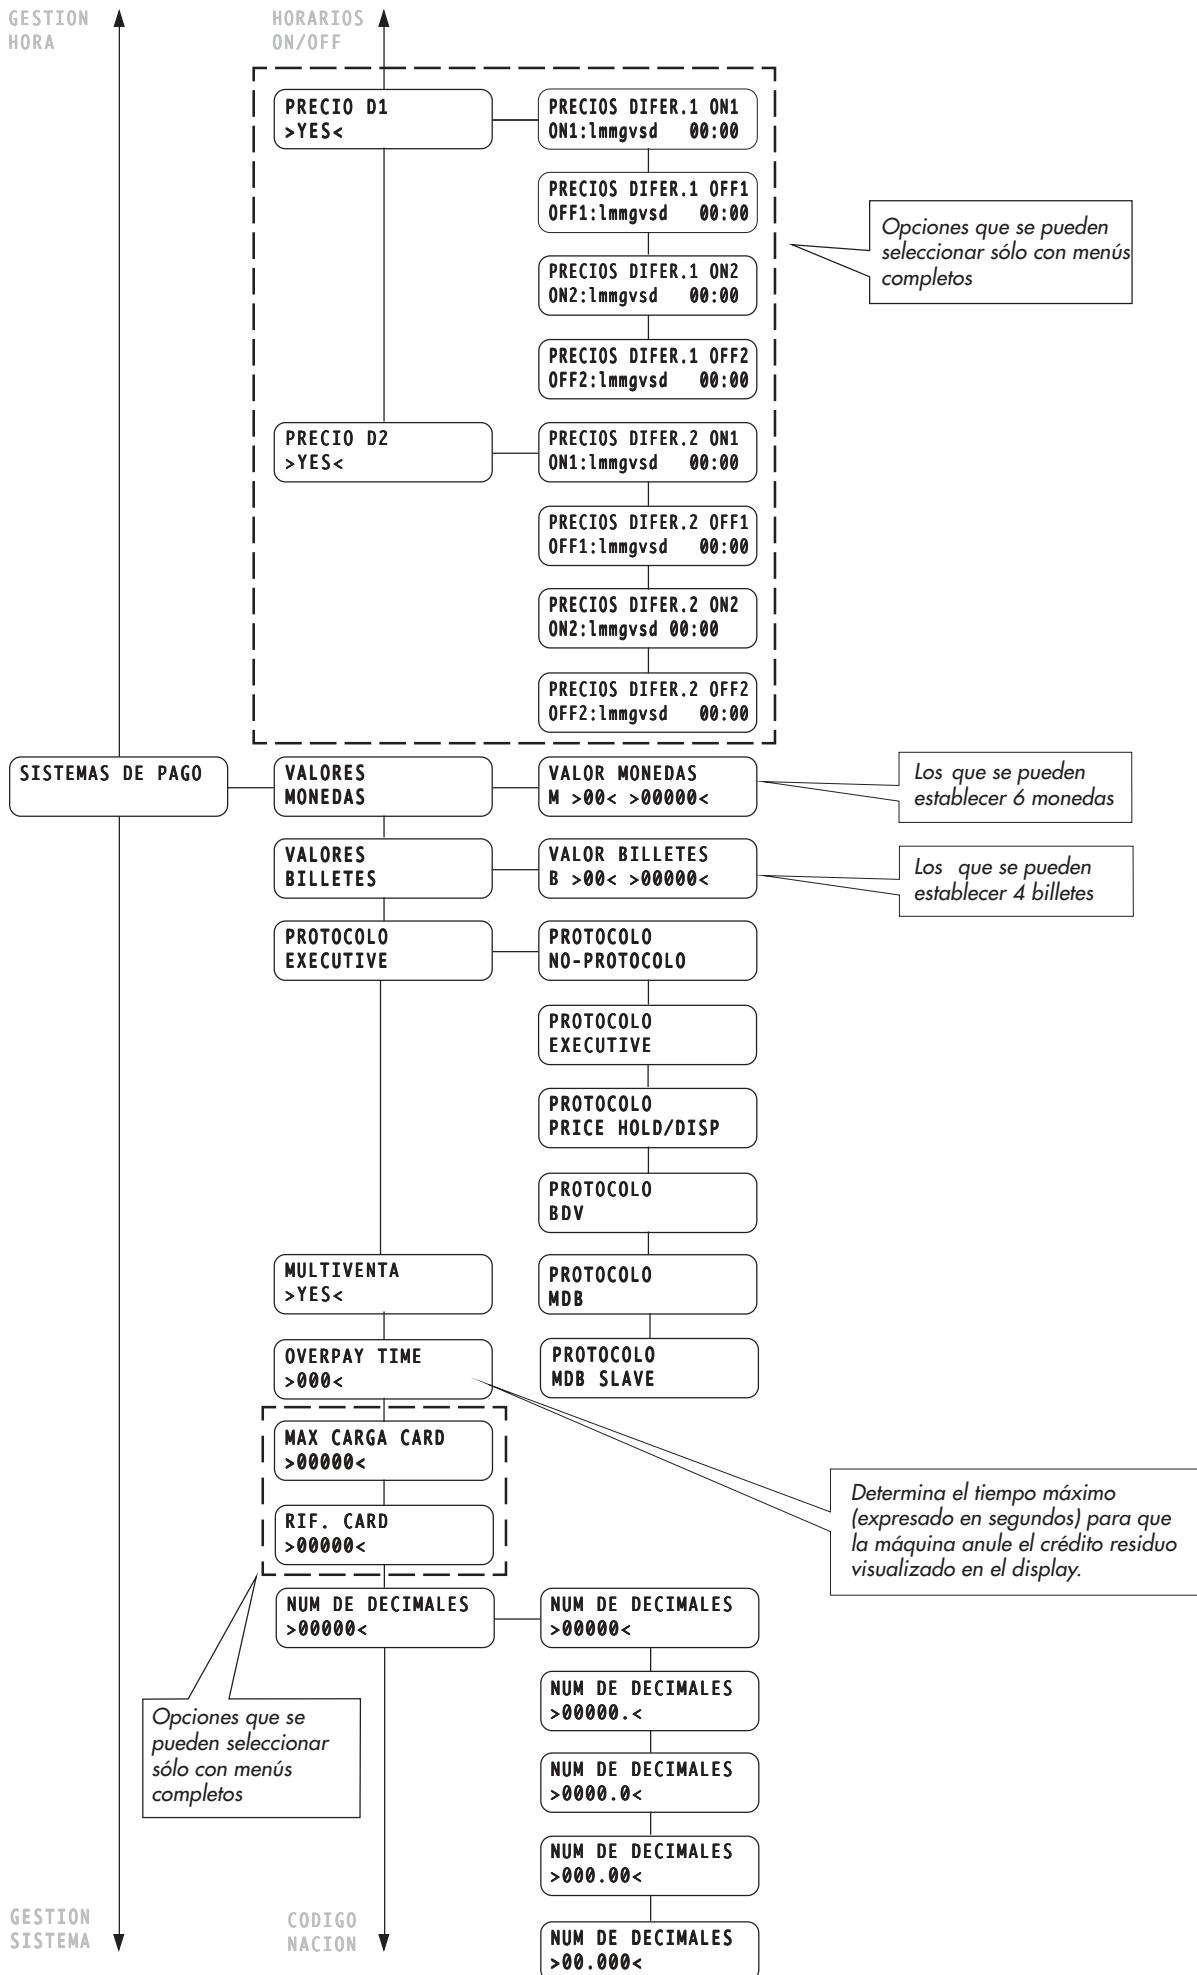 GESTION
HORA
HORARIOS
ON/OFF
PRECIO D1
>YES<
PRECIOS DIFER.1 ON1
ON1:lmmgvsd 00:00
PRECIOS DIFER.1 OFF1
OFF1:lmmgvsd 00:00
PRECIOS DIFER.1 ON2
ON2:lmmgvsd 00:00
PRECIOS DIFER.1 OFF2
OFF2:lmmgvsd 00:00
Opciones que se pueden
seleccionar sólo con menús
completos
PRECIO D2
>YES<
PRECIOS DIFER.2 ON1
ON1:lmmgvsd 00:00
PRECIOS DIFER.2 OFF1
OFF1:lmmgvsd 00:00
PRECIOS DIFER.2 ON2
ON2:lmmgvsd 00:00
PRECIOS DIFER.2 OFF2
OFF2:lmmgvsd 00:00
SISTEMAS DE PAGO
VALORES
MONEDAS
VALOR MONEDAS
M >00< >00000<
Los que se pueden
establecer 6 monedas
VALORES
BILLETES
VALOR BILLETES
B >00< >00000<
Los que se pueden
establecer 4 billetes
PROTOCOLO
EXECUTIVE
PROTOCOLO
NO-PROTOCOLO
PROTOCOLO
EXECUTIVE
PROTOCOLO
PRICE HOLD/DISP
PROTOCOLO
BDV
MULTIVENTA
>YES<
PROTOCOLO
MDB
OVERPAY TIME
>000<
PROTOCOLO
MDB SLAVE
MAX CARGA CARD
>00000<
RIF. CARD
>00000<
Determina el tiempo máximo
(expresado en segundos) para que
la máquina anule el crédito residuo
visualizado en el display.
NUM DE DECIMALES
>00000<
NUM DE DECIMALES
>00000<
NUM DE DECIMALES
>00000.<
Opciones que se
pueden seleccionar
sólo con menús
completos
NUM DE DECIMALES
>0000.0<
NUM DE DECIMALES
>000.00<
NUM DE DECIMALES
>00.000<
GESTION
SISTEMA
CODIGO
NACION